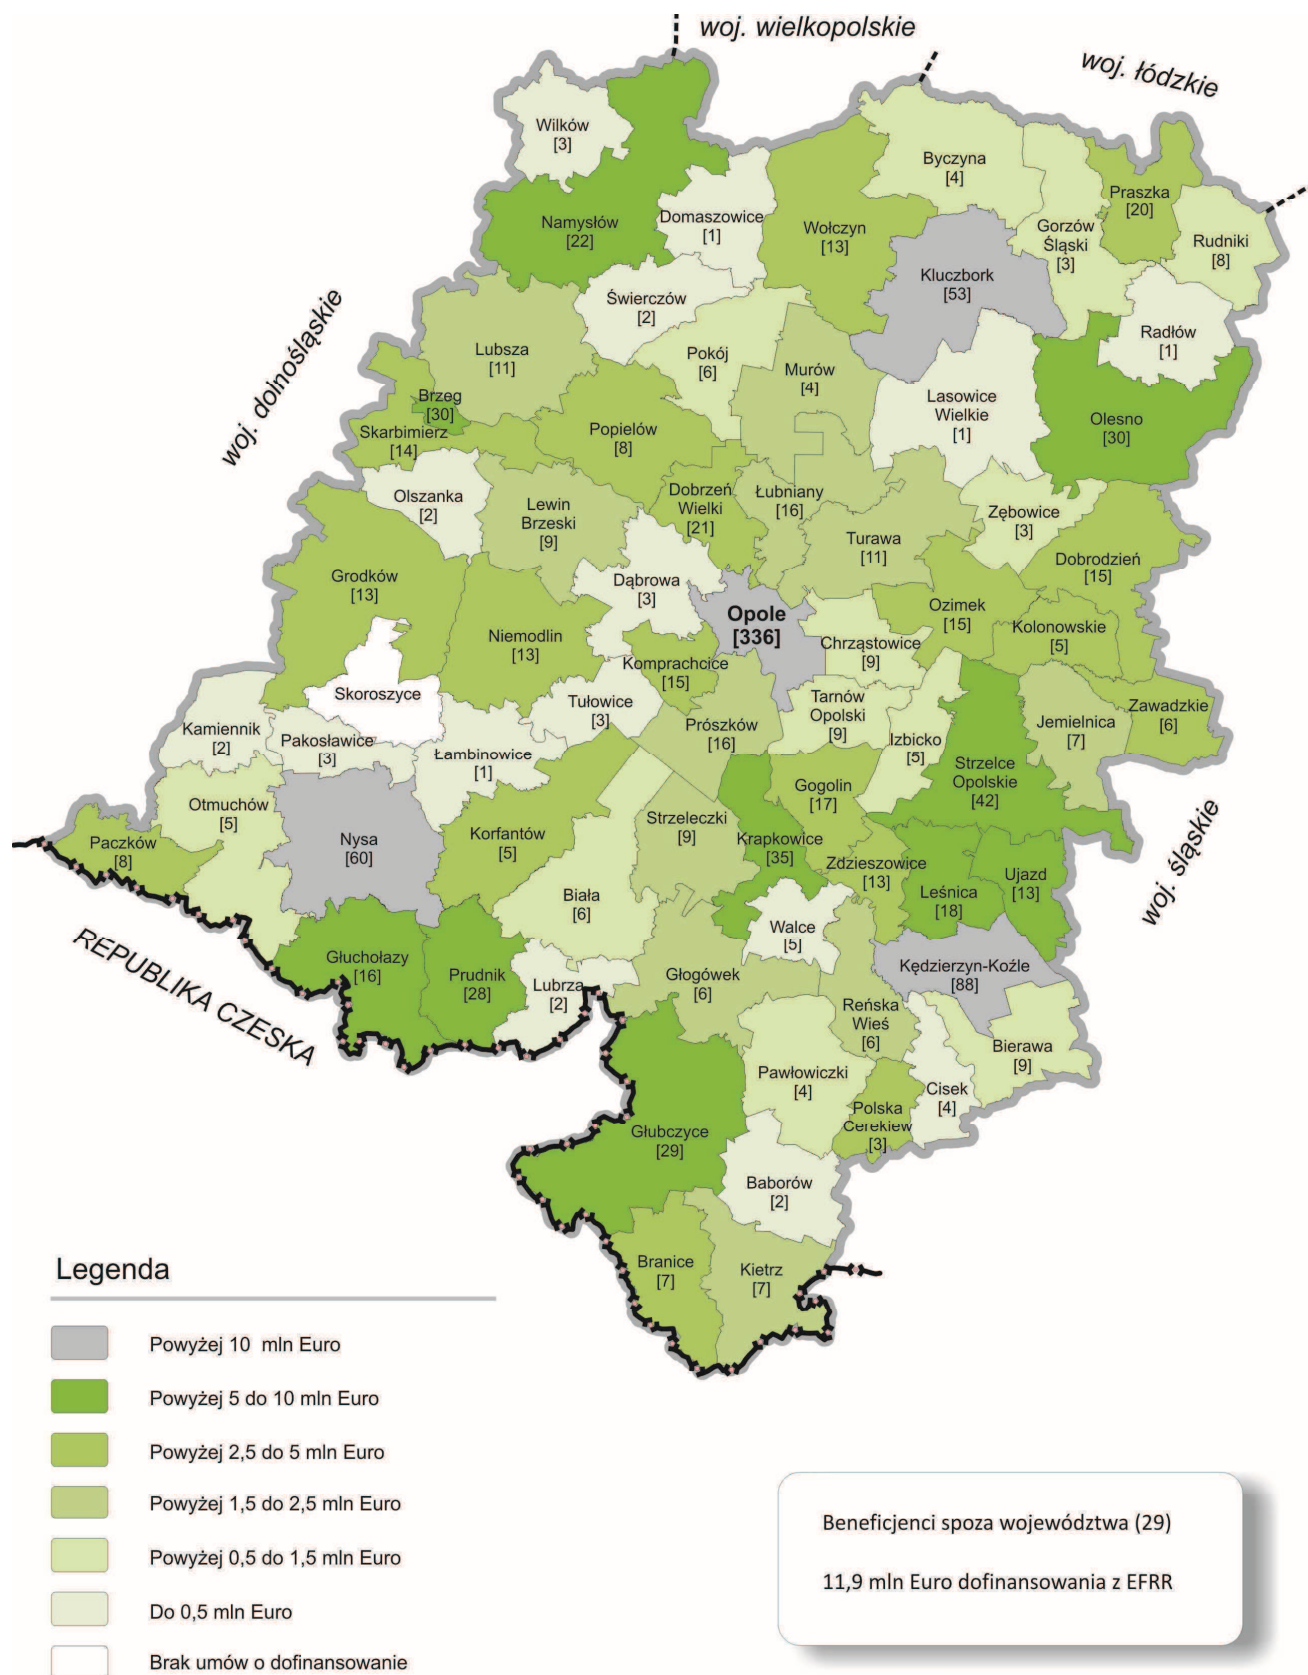 woj. wielkopolskie
woj. łódzkie
Wilków
[3]
Byczyna
[4]
Praszka
[20]
Namysłów
[22]
Domaszowice
[1]
Wołczyn
[13]
Gorzów
Śląski
[3]
Rudniki
[8]
Kluczbork
[53]
Świerczów
[2]
Radłów
[1]
woj. dolnośląskie
Lubsza
[11]
Pokój
[6]
Murów
[4]
Brzeg
[30]
Lasowice
Wielkie
[1]
Olesno
[30]
Skarbimierz
[14]
Popielów
[8]
Olszanka
[2]
Lewin
Brzeski
[9]
Dobrzeń
Wielki
[21]
Łubniany
[16]
Zębowice
[3]
Turawa
[11]
Dobrodzień
[15]
Grodków
[13]
Dąbrowa
[3]
Opole
[336]
Ozimek
[15]
Kolonowskie
[5]
Niemodlin
[13]
Chrząstowice
[9]
Komprachcice
[15]
Skoroszyce
Tułowice
[3]
Tarnów
Opolski
[9]
Kamiennik
[2]
Pakosławice
[3]
Prószków
[16]
Izbicko
[5]
Jemielnica
[7]
Zawadzkie
[6]
Łambinowice
[1]
Strzelce
Opolskie
[42]
Gogolin
[17]
Otmuchów
[5]
Strzeleczki
[9]
Paczków
[8]
Nysa
[60]
Korfantów
[5]
Krapkowice
[35]
Zdzieszowice
[13]
Leśnica
[18]
Ujazd
[13]
woj. śląskie
Biała
[6]
Walce
[5]
REPUBLIKA CZESKA
Głuchołazy
[16]
Prudnik
[28]
Lubrza
[2]
Głogówek
[6]
Kędzierzyn-Koźle
[88]
Reńska
Wieś
[6]
Bierawa
[9]
Pawłowiczki
[4]
Cisek
[4]
Polska
Cerekiew
[3]
Głubczyce
[29]
Baborów
[2]
Branice
[7]
Kietrz
[7]
Legenda
Powyżej 10 mln Euro
Powyżej 5 do 10 mln Euro
Powyżej 2,5 do 5 mln Euro
Powyżej 1,5 do 2,5 mln Euro
Powyżej 0,5 do 1,5 mln Euro
Do 0,5 mln Euro
Brak umów o dofinansowanie
Beneficjenci spoza województwa (29)
11,9 mln Euro dofinansowania z EFRR